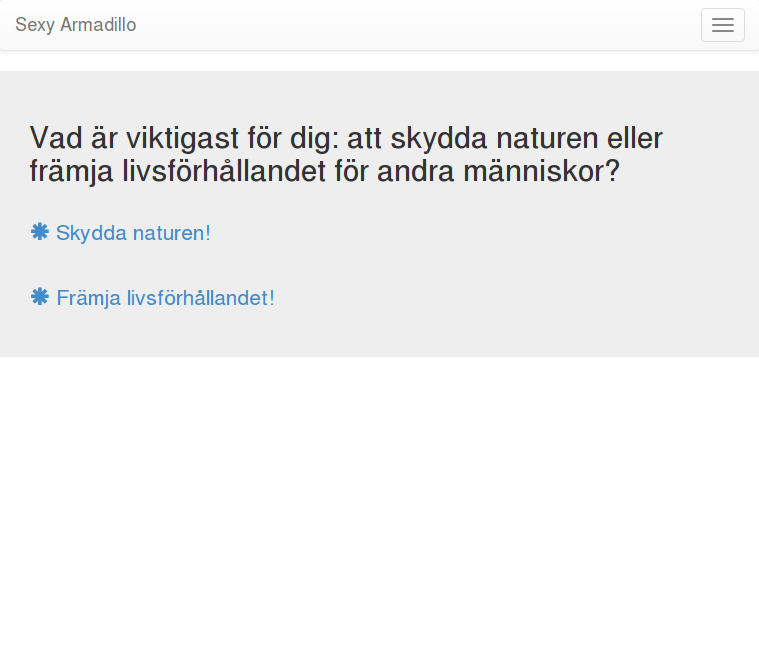 Sexy Armadillo
Vad är viktigast för dig: att skydda naturen eller
främja livsförhållandet för andra människor?
Skydda naturen!
Främja livsförhållandet!